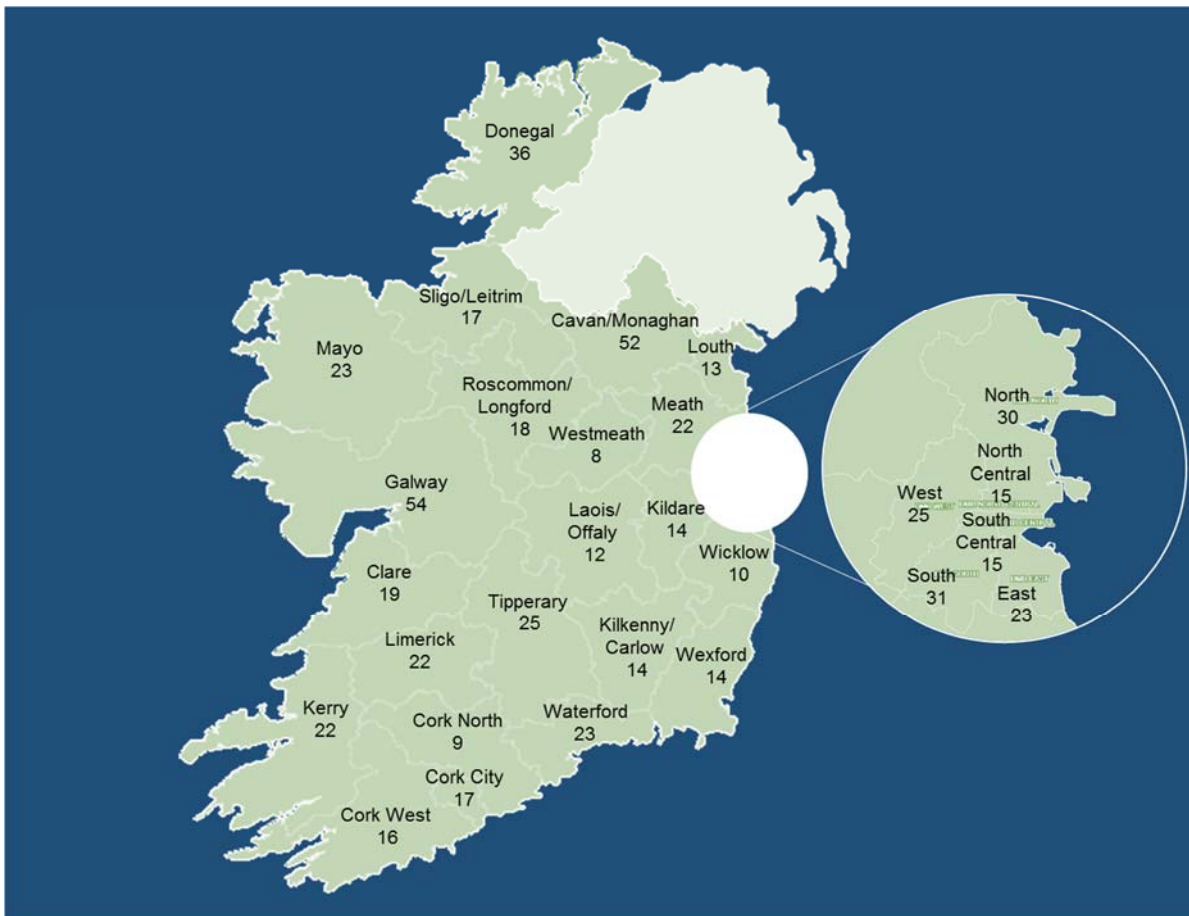 Donegal
36
Sligo/Leitrim
17
Cavan/Monaghan
52
Louth
13
Mayo
23
Roscommon/
Longford
18
Meath
22
Westmeath
8
Galway
54
Laois/
Offaly
12
Kildare
14
Wicklow
10
Clare
19
Tipperary
25
Limerick
22
Kilkenny/
Carlow
14
Wexford
14
Kerry
22
Cork North
9
Waterford
23
Cork City
17
Cork West
16
North
30
North
Central
15
West
25
South
Central
15
South
31
East
23